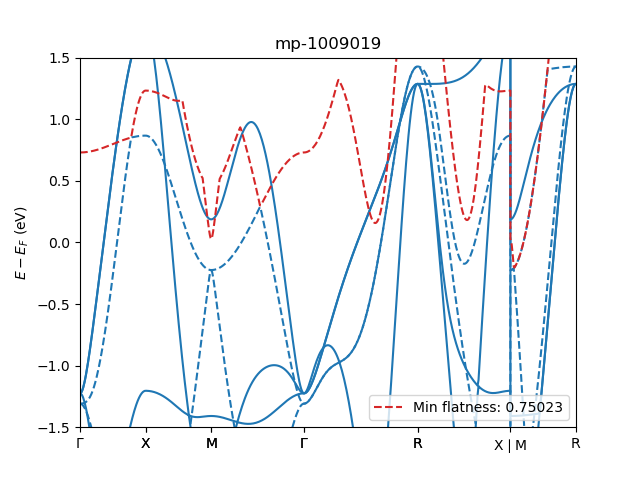 mp-1009019
E − E_F (eV)
1.5
1.0
0.5
0.0
−0.5
−1.0
−1.5
Min flatness: 0.75023
Γ X M Γ R X | M R